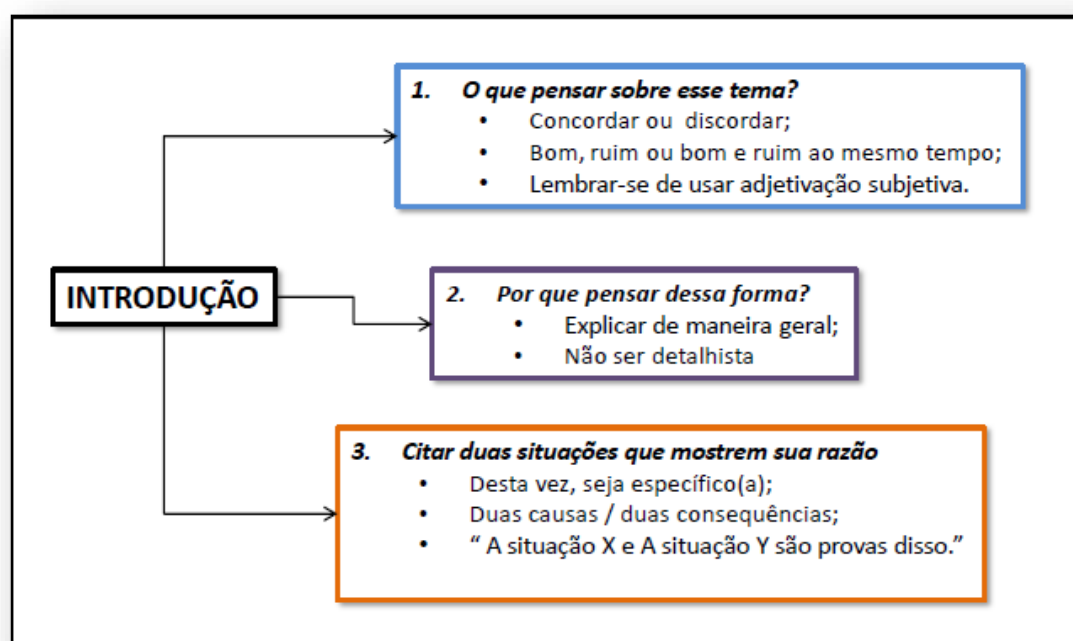 1. O que pensar sobre esse tema?
• Concordar ou discordar;
• Bom, ruim ou bom e ruim ao mesmo tempo;
• Lembrar-se de usar adjetivação subjetiva.
INTRODUÇÃO
2. Por que pensar dessa forma?
• Explicar de maneira geral;
• Não ser detalhista
3. Citar duas situações que mostrem sua razão
• Desta vez, seja específico(a);
• Duas causas / duas consequências;
• “ A situação X e A situação Y são provas disso.”